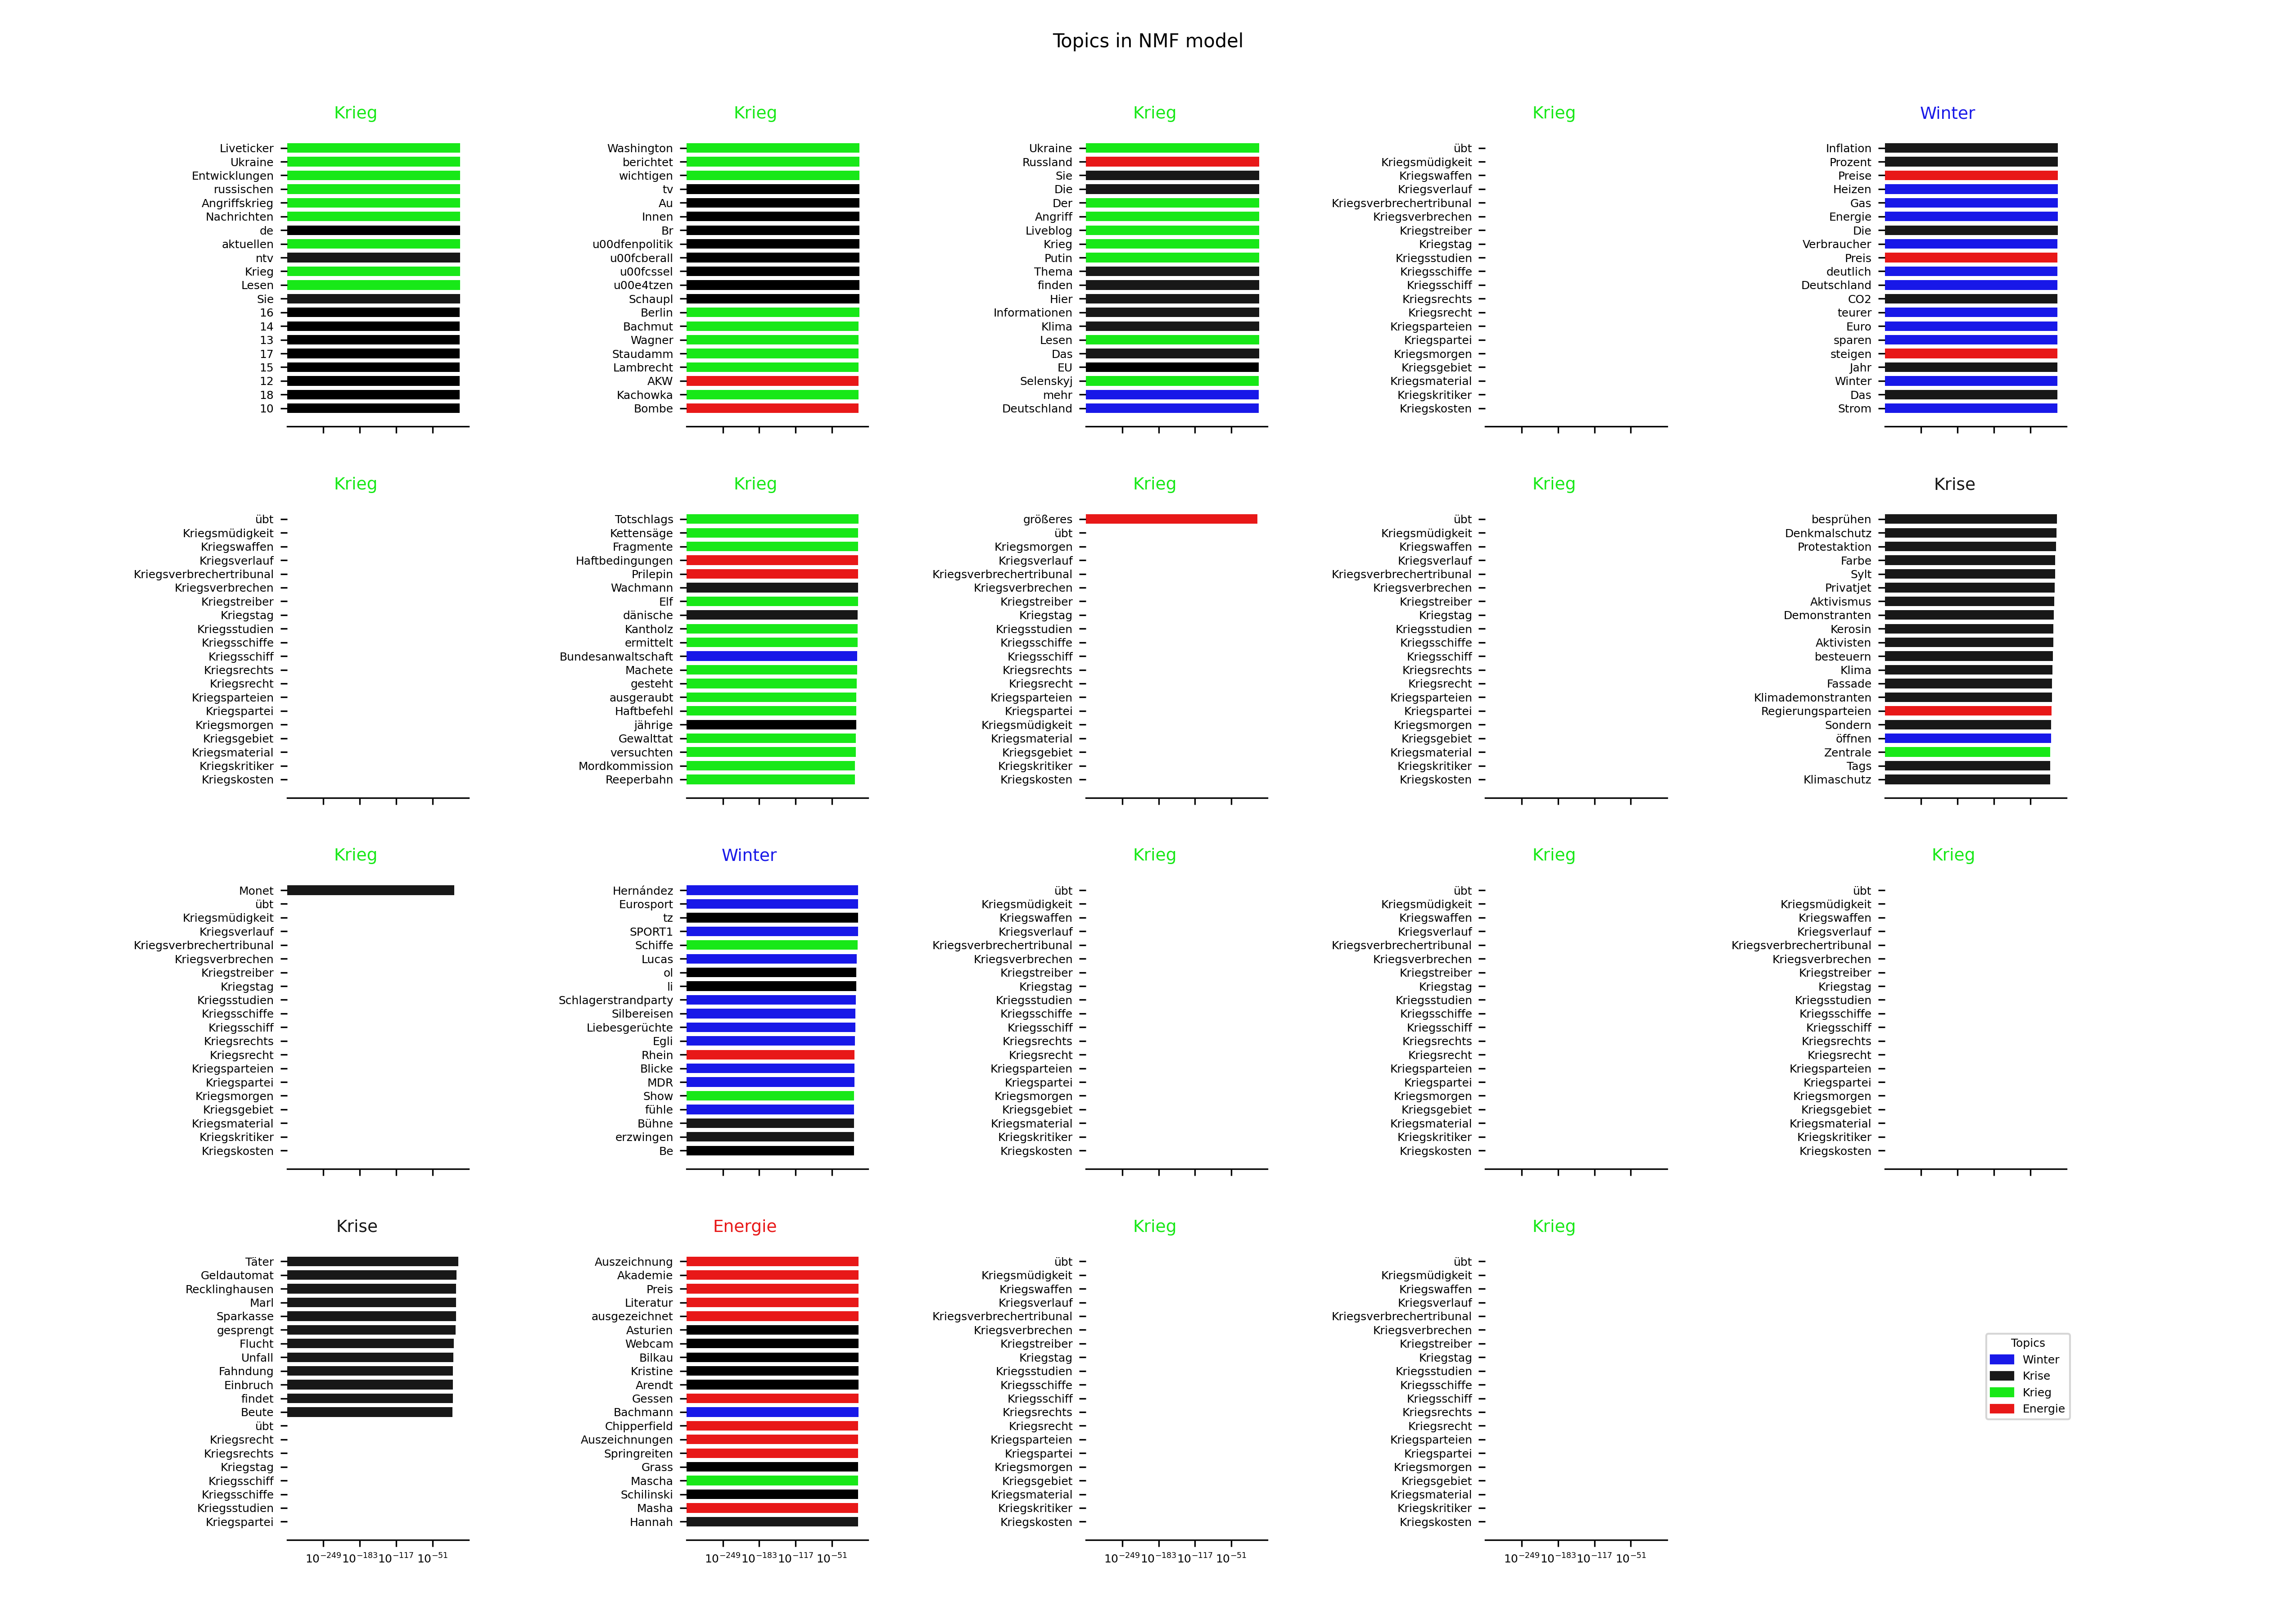 Topics in NMF model
Krieg
Liveticker
Ukraine
Entwicklungen
russischen
Angriffskrieg
Nachrichten
de
aktuellen
ntv
Krieg
Lesen
Sie
16
14
13
17
15
12
18
10
Krieg
Washington
berichtet
wichtigen
tv
Au
Innen
Br
u00dfenpolitik
u00fcberall
u00fcssel
u00e4tzen
Schaupl
Berlin
Bachmut
Wagner
Staudamm
Lambrecht
AKW
Kachowka
Bombe
Krieg
Ukraine
Russland
Sie
Die
Der
Angriff
Liveblog
Krieg
Putin
Thema
finden
Hier
Informationen
Klima
Lesen
Das
EU
Selenskyj
mehr
Deutschland
Krieg
übt
Kriegsmüdigkeit
Kriegswaffen
Kriegsverlauf
Kriegsverbrechertribunal
Kriegsverbrechen
Kriegstreiber
Kriegstag
Kriegsstudien
Kriegsschiffe
Kriegsschiff
Kriegsrechts
Kriegsrecht
Kriegsparteien
Kriegspartei
Kriegsmorgen
Kriegsgebiet
Kriegsmaterial
Kriegskritiker
Kriegskosten
Winter
Inflation
Prozent
Preise
Heizen
Gas
Energie
Die
Verbraucher
Preis
deutlich
Deutschland
CO2
teurer
Euro
sparen
steigen
Jahr
Winter
Das
Strom
Krieg
übt
Kriegsmüdigkeit
Kriegswaffen
Kriegsverlauf
Kriegsverbrechertribunal
Kriegsverbrechen
Kriegstreiber
Kriegstag
Kriegsstudien
Kriegsschiffe
Kriegsschiff
Kriegsrechts
Kriegsrecht
Kriegsparteien
Kriegspartei
Kriegsmorgen
Kriegsgebiet
Kriegsmaterial
Kriegskritiker
Kriegskosten
Krieg
Totschlags
Kettensäge
Fragmente
Haftbedingungen
Prilepin
Wachmann
Elf
dänische
Kantholz
ermittelt
Bundesanwaltschaft
Machete
gesteht
ausgeraubt
Haftbefehl
jährige
Gewalttat
versuchten
Mordkommission
Reeperbahn
Krieg
größeres
übt
Kriegsmorgen
Kriegsverlauf
Kriegsverbrechertribunal
Kriegsverbrechen
Kriegstreiber
Kriegstag
Kriegsstudien
Kriegsschiffe
Kriegsschiff
Kriegsrechts
Kriegsrecht
Kriegsparteien
Kriegspartei
Kriegsmüdigkeit
Kriegsmaterial
Kriegsgebiet
Kriegskritiker
Kriegskosten
Krieg
übt
Kriegsmüdigkeit
Kriegswaffen
Kriegsverlauf
Kriegsverbrechertribunal
Kriegsverbrechen
Kriegstreiber
Kriegstag
Kriegsstudien
Kriegsschiffe
Kriegsschiff
Kriegsrechts
Kriegsrecht
Kriegsparteien
Kriegspartei
Kriegsmorgen
Kriegsgebiet
Kriegsmaterial
Kriegskritiker
Kriegskosten
Krise
besprühen
Denkmalschutz
Protestaktion
Farbe
Sylt
Privatjet
Aktivismus
Demonstranten
Kerosin
Aktivisten
besteuern
Klima
Fassade
Klimademonstranten
Regierungsparteien
Sondern
öffnen
Zentrale
Tags
Klimaschutz
Krieg
Monet
übt
Kriegsmüdigkeit
Kriegsverlauf
Kriegsverbrechertribunal
Kriegsverbrechen
Kriegstreiber
Kriegstag
Kriegsstudien
Kriegsschiffe
Kriegsschiff
Kriegsrechts
Kriegsrecht
Kriegsparteien
Kriegspartei
Kriegsmorgen
Kriegsgebiet
Kriegsmaterial
Kriegskritiker
Kriegskosten
Winter
Hernández
Eurosport
tz
SPORT1
Schiffe
Lucas
ol
li
Schlagerstrandparty
Silbereisen
Liebesgerüchte
Egli
Rhein
Blicke
MDR
Show
fühle
Bühne
erzwingen
Be
Krieg
übt
Kriegsmüdigkeit
Kriegswaffen
Kriegsverlauf
Kriegsverbrechertribunal
Kriegsverbrechen
Kriegstreiber
Kriegstag
Kriegsstudien
Kriegsschiffe
Kriegsschiff
Kriegsrechts
Kriegsrecht
Kriegsparteien
Kriegspartei
Kriegsmorgen
Kriegsgebiet
Kriegsmaterial
Kriegskritiker
Kriegskosten
Krieg
übt
Kriegsmüdigkeit
Kriegswaffen
Kriegsverlauf
Kriegsverbrechertribunal
Kriegsverbrechen
Kriegstreiber
Kriegstag
Kriegsstudien
Kriegsschiffe
Kriegsschiff
Kriegsrechts
Kriegsrecht
Kriegsparteien
Kriegspartei
Kriegsmorgen
Kriegsgebiet
Kriegsmaterial
Kriegskritiker
Kriegskosten
Krieg
übt
Kriegsmüdigkeit
Kriegswaffen
Kriegsverlauf
Kriegsverbrechertribunal
Kriegsverbrechen
Kriegstreiber
Kriegstag
Kriegsstudien
Kriegsschiffe
Kriegsschiff
Kriegsrechts
Kriegsrecht
Kriegsparteien
Kriegspartei
Kriegsmorgen
Kriegsgebiet
Kriegsmaterial
Kriegskritiker
Kriegskosten
Krise
Täter
Geldautomat
Recklinghausen
Marl
Sparkasse
gesprengt
Flucht
Unfall
Fahndung
Einbruch
findet
Beute
übt
Kriegsrecht
Kriegsrechts
Kriegstag
Kriegsschiff
Kriegsschiffe
Kriegsstudien
Kriegspartei
10⁻²⁴⁹ 10⁻¹⁸³ 10⁻¹¹⁷ 10⁻⁵¹
Energie
Auszeichnung
Akademie
Preis
Literatur
ausgezeichnet
Asturien
Webcam
Bilkau
Kristine
Arendt
Gessen
Bachmann
Chipperfield
Auszeichnungen
Springreiten
Grass
Mascha
Schilinski
Masha
Hannah
10⁻²⁴⁹ 10⁻¹⁸³ 10⁻¹¹⁷ 10⁻⁵¹
Krieg
übt
Kriegsmüdigkeit
Kriegswaffen
Kriegsverlauf
Kriegsverbrechertribunal
Kriegsverbrechen
Kriegstreiber
Kriegstag
Kriegsstudien
Kriegsschiffe
Kriegsschiff
Kriegsrechts
Kriegsrecht
Kriegsparteien
Kriegspartei
Kriegsmorgen
Kriegsgebiet
Kriegsmaterial
Kriegskritiker
Kriegskosten
10⁻²⁴⁹ 10⁻¹⁸³ 10⁻¹¹⁷ 10⁻⁵¹
Krieg
übt
Kriegsmüdigkeit
Kriegswaffen
Kriegsverlauf
Kriegsverbrechertribunal
Kriegsverbrechen
Kriegstreiber
Kriegstag
Kriegsstudien
Kriegsschiffe
Kriegsschiff
Kriegsrechts
Kriegsrecht
Kriegsparteien
Kriegspartei
Kriegsmorgen
Kriegsgebiet
Kriegsmaterial
Kriegskritiker
Kriegskosten
10⁻²⁴⁹ 10⁻¹⁸³ 10⁻¹¹⁷ 10⁻⁵¹
Topics
Winter
Krise
Krieg
Energie